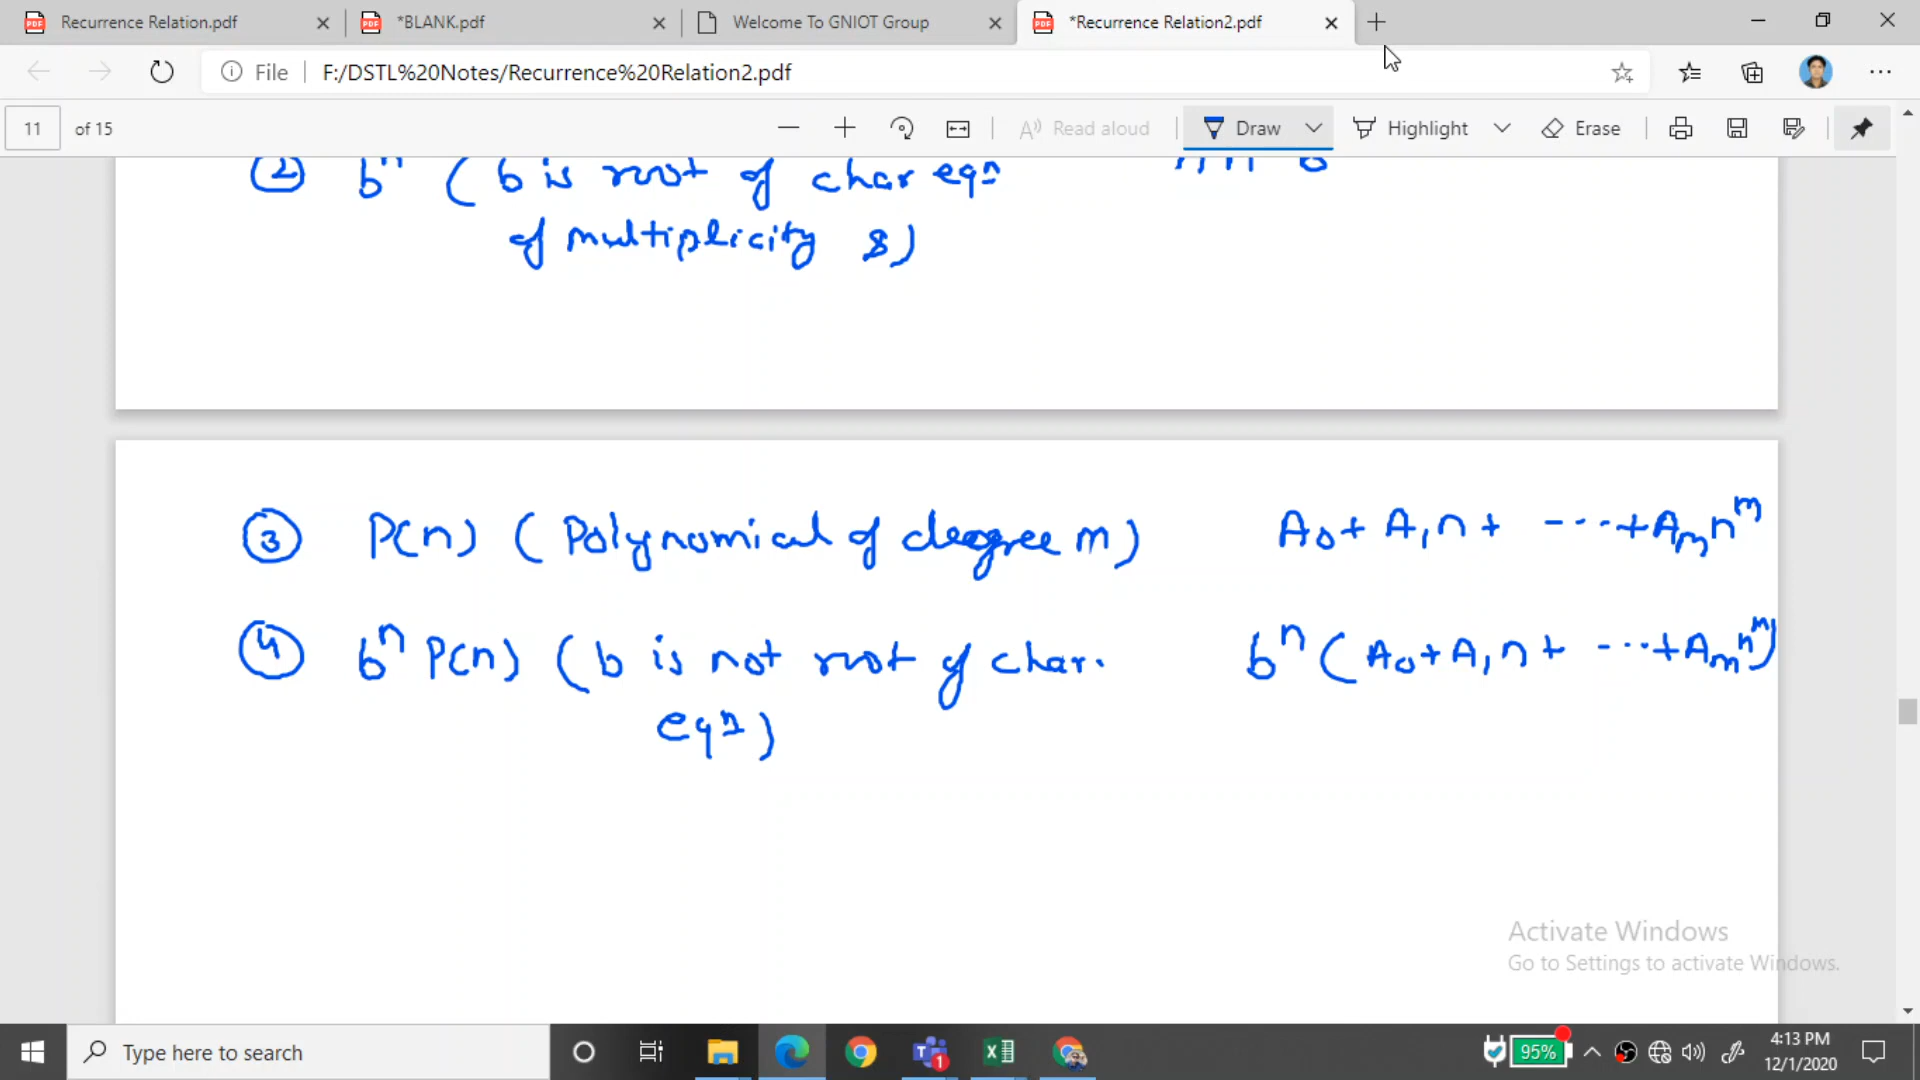 Recurrence Relation.pdf
*BLANK.pdf
Welcome To GNIOT Group
*Recurrence Relation2.pdf
File
F:/DSTL%20Notes/Recurrence%20Relation2.pdf
11 of 15
Read aloud
Draw
Highlight
Erase
② bⁿ ( b is root of char eqn
of multiplicity s)
③ P(n) ( Polynomial of degree m ) A₀+ A₁n+ ---+Aₘnᵐ
④ bⁿ P(n) (b is not root of char. bⁿ (A₀+A₁n+ ---+Aₘnᵐ)
eqn)
Activate Windows
Go to Settings to activate Windows.
Type here to search
1
95%
4:13 PM
12/1/2020